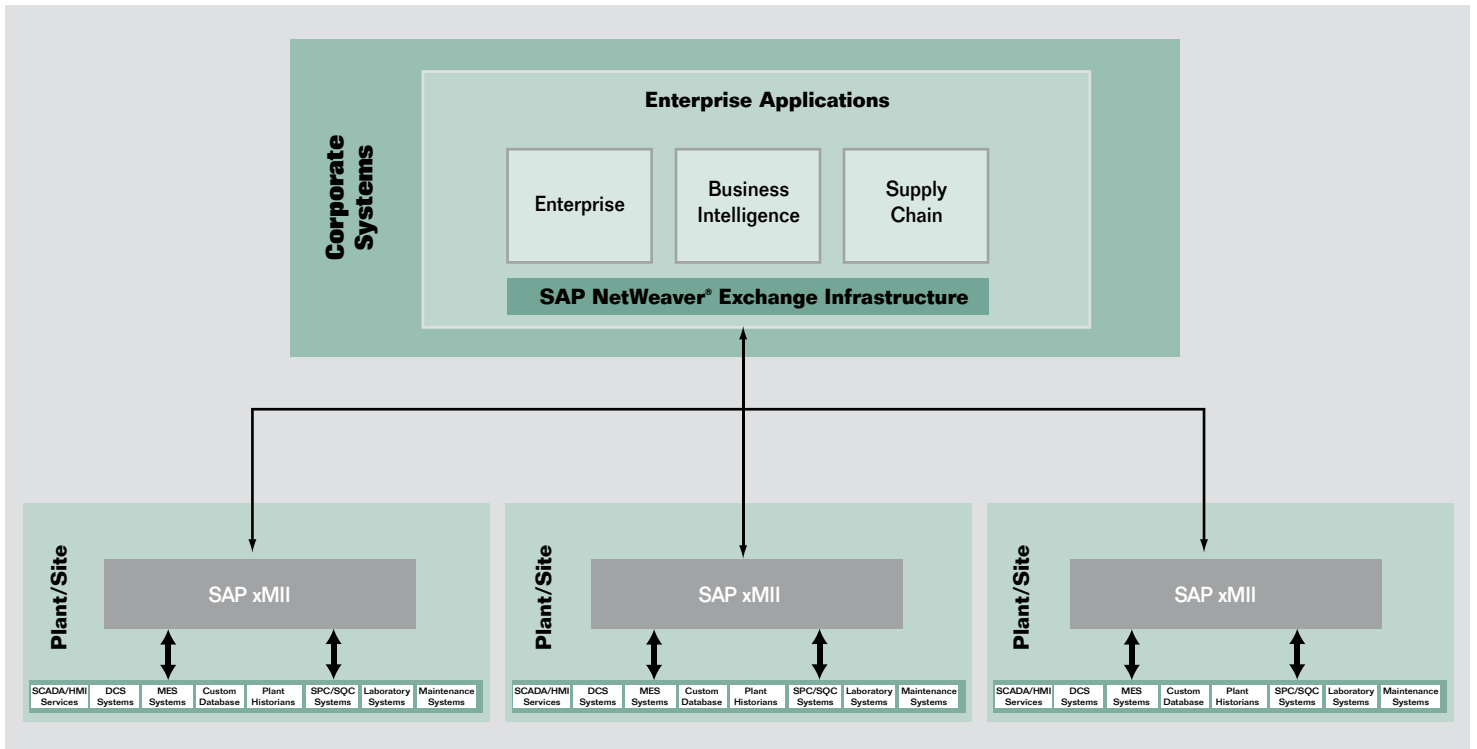 Corporate
Systems
Enterprise Applications
Enterprise
Business
Intelligence
Supply
Chain
SAP NetWeaver® Exchange Infrastructure
Plant/Site
SAP xMII
SCADA/HMI
Services
DCS
Systems
MES
Systems
Custom
Database
Plant
Historians
SPC/SQC
Systems
Laboratory
Systems
Maintenance
Systems
Plant/Site
SAP xMII
SCADA/HMI
Services
DCS
Systems
MES
Systems
Custom
Database
Plant
Historians
SPC/SQC
Systems
Laboratory
Systems
Maintenance
Systems
Plant/Site
SAP xMII
SCADA/HMI
Services
DCS
Systems
MES
Systems
Custom
Database
Plant
Historians
SPC/SQC
Systems
Laboratory
Systems
Maintenance
Systems